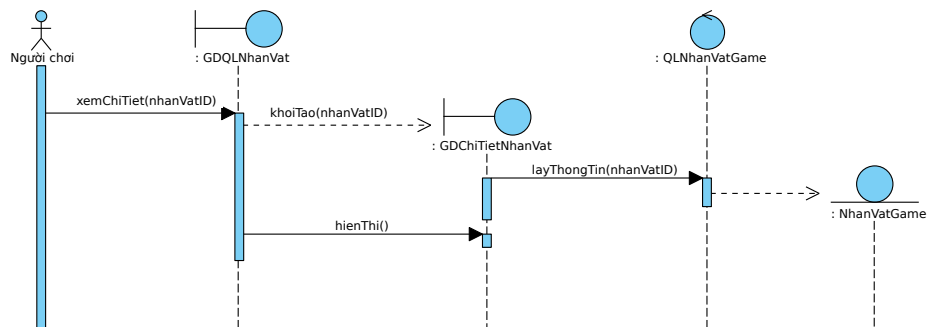 Người chơi
: GDQLNhanVat
: QLNhanVatGame
xemChiTiet(nhanVatID)
khoiTao(nhanVatID)
: GDChiTietNhanVat
layThongTin(nhanVatID)
: NhanVatGame
hienThi()